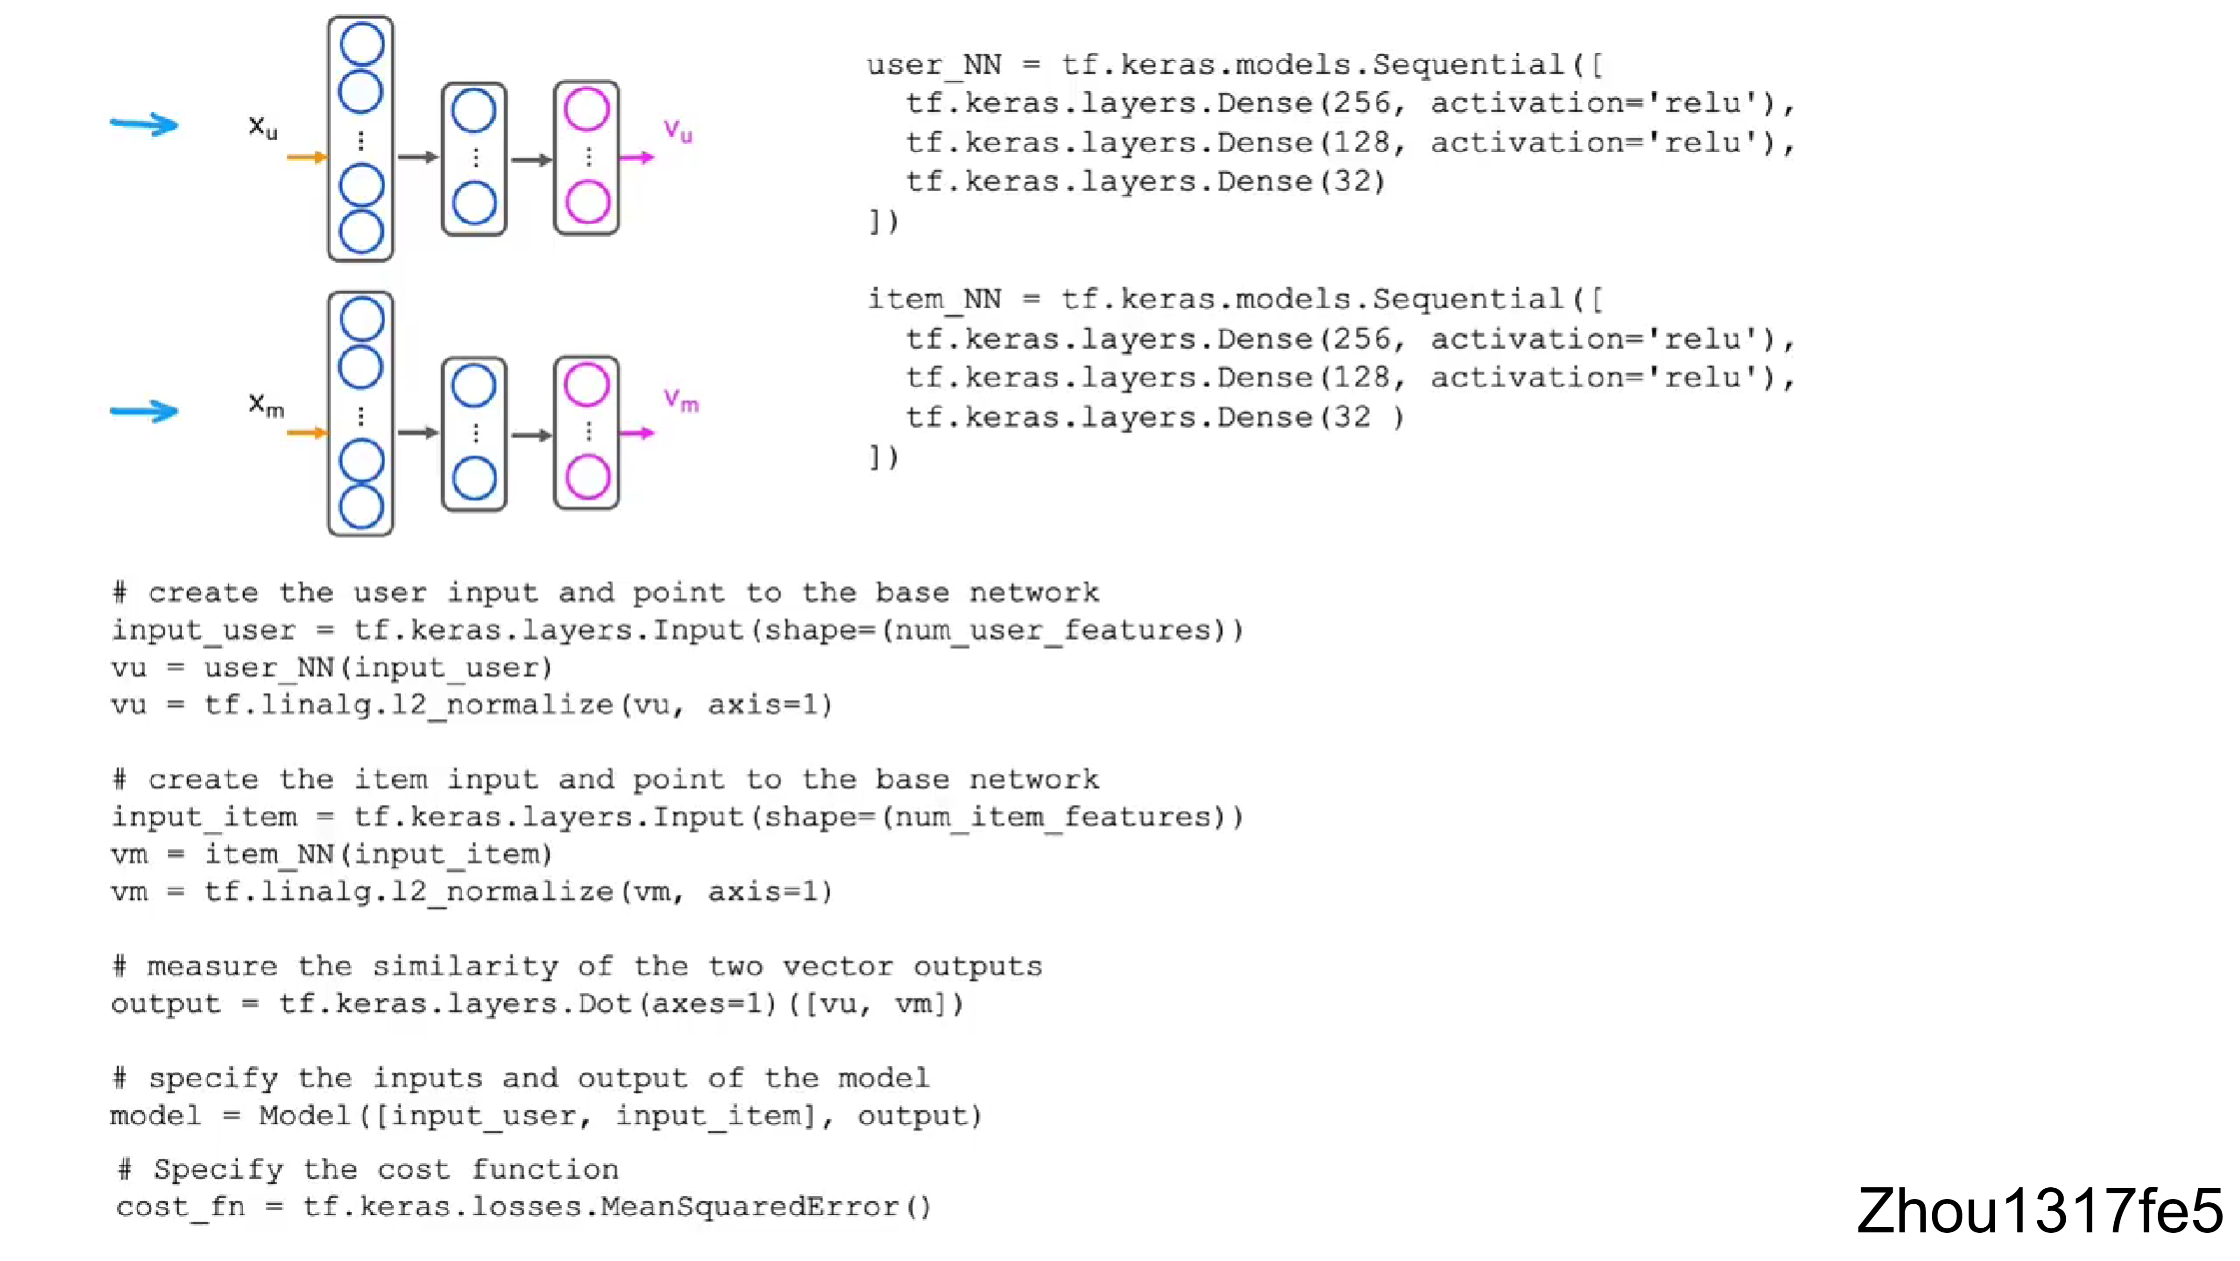 x_u
v_u
user_NN = tf.keras.models.Sequential([
  tf.keras.layers.Dense(256, activation='relu'),
  tf.keras.layers.Dense(128, activation='relu'),
  tf.keras.layers.Dense(32)
])
x_m
v_m
item_NN = tf.keras.models.Sequential([
  tf.keras.layers.Dense(256, activation='relu'),
  tf.keras.layers.Dense(128, activation='relu'),
  tf.keras.layers.Dense(32 )
])
# create the user input and point to the base network
input_user = tf.keras.layers.Input(shape=(num_user_features))
vu = user_NN(input_user)
vu = tf.linalg.l2_normalize(vu, axis=1)
# create the item input and point to the base network
input_item = tf.keras.layers.Input(shape=(num_item_features))
vm = item_NN(input_item)
vm = tf.linalg.l2_normalize(vm, axis=1)
# measure the similarity of the two vector outputs
output = tf.keras.layers.Dot(axes=1)([vu, vm])
# specify the inputs and output of the model
model = Model([input_user, input_item], output)
# Specify the cost function
cost_fn = tf.keras.losses.MeanSquaredError()
Zhou1317fe5